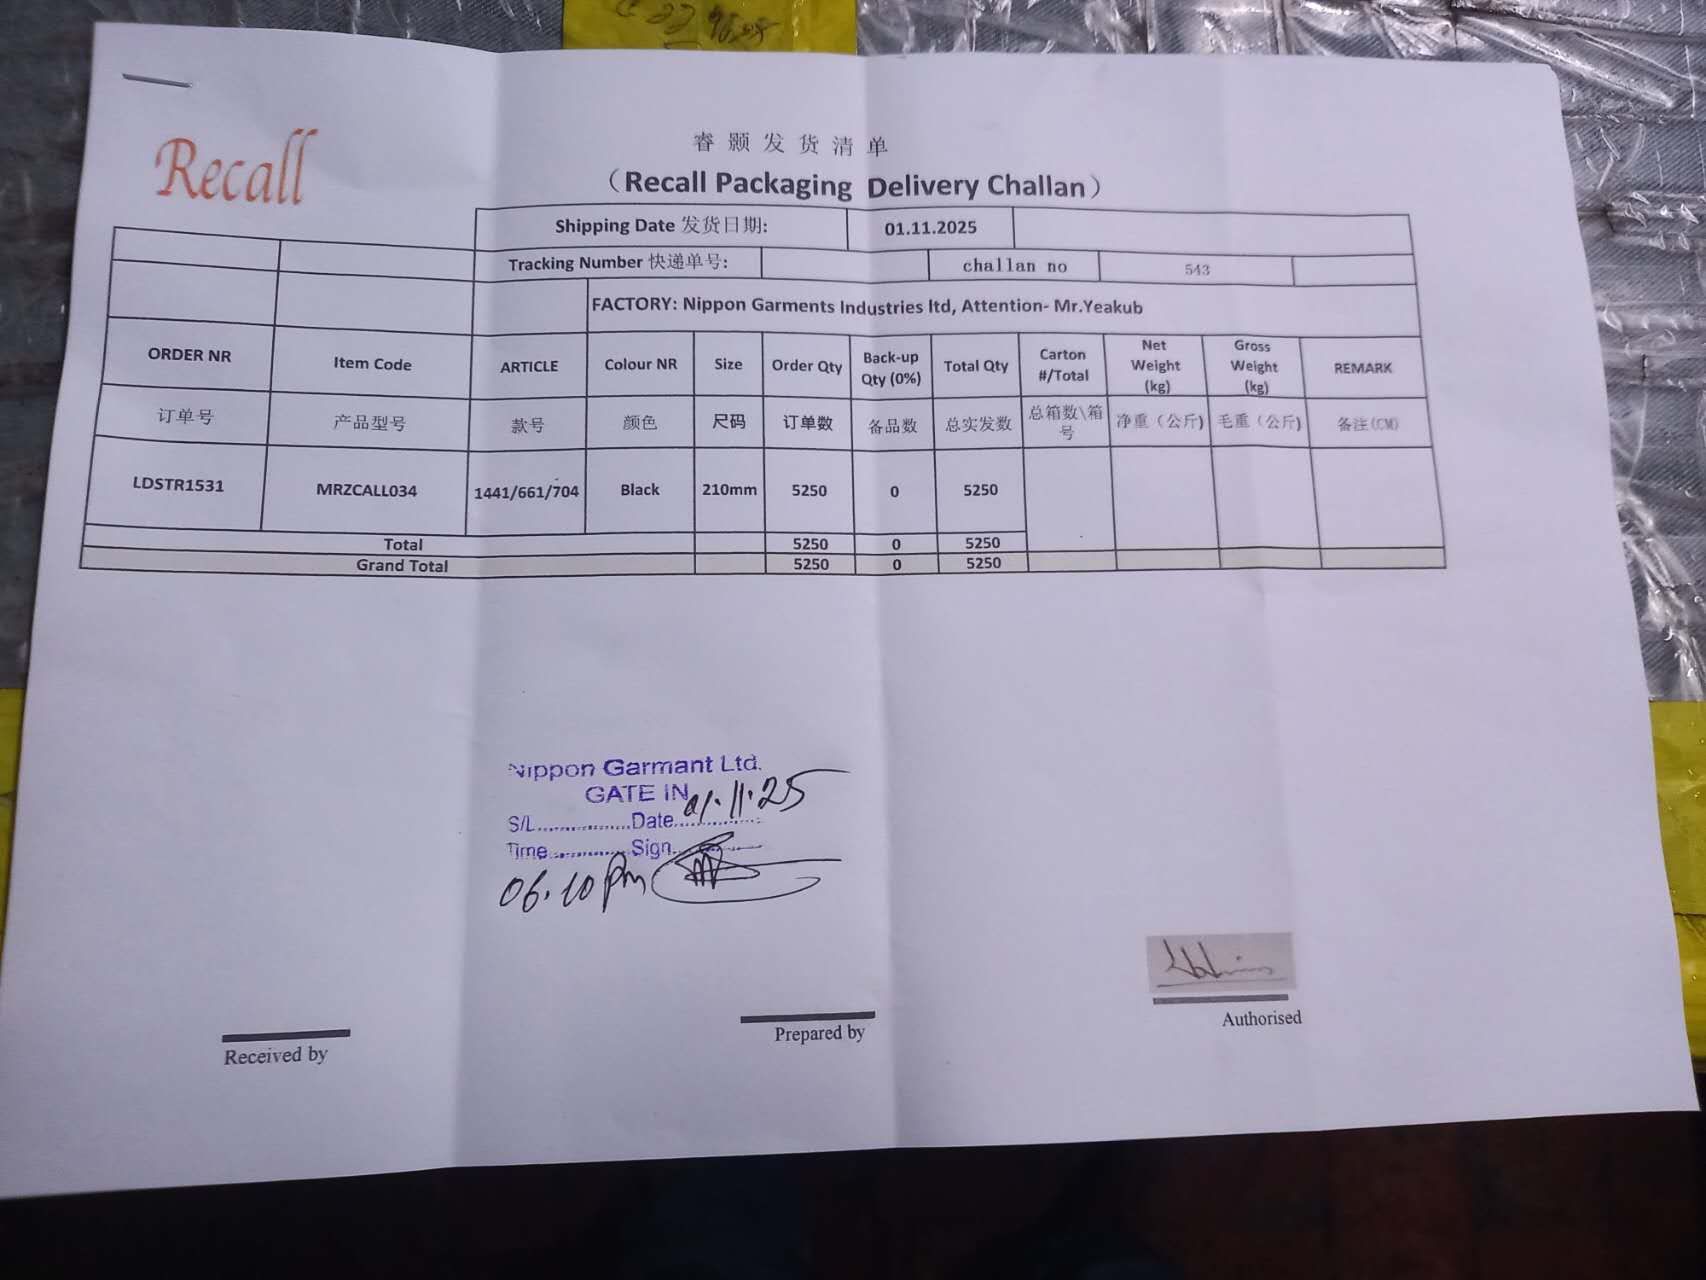 Recall
睿颢发货清单
（Recall Packaging Delivery Challan）
Shipping Date 发货日期: 01.11.2025
Tracking Number 快递单号: challan no 543
FACTORY: Nippon Garments Industries ltd, Attention- Mr.Yeakub
ORDER NR Item Code ARTICLE Colour NR Size Order Qty Back-up Qty (0%) Total Qty Carton #/Total Net Weight (kg) Gross Weight (kg) REMARK
订单号 产品型号 款号 颜色 尺码 订单数 备品数 总实发数 总箱数\箱号 净重（公斤) 毛重（公斤) 备注(CM)
LDSTR1531 MRZCALL034 1441/661/704 Black 210mm 5250 0 5250
Total 5250 0 5250
Grand Total 5250 0 5250
Nippon Garmant Ltd.
GATE IN
S/L................Date 01.11.25
Time.............Sign
06.10 Pm
Received by
Prepared by
Authorised